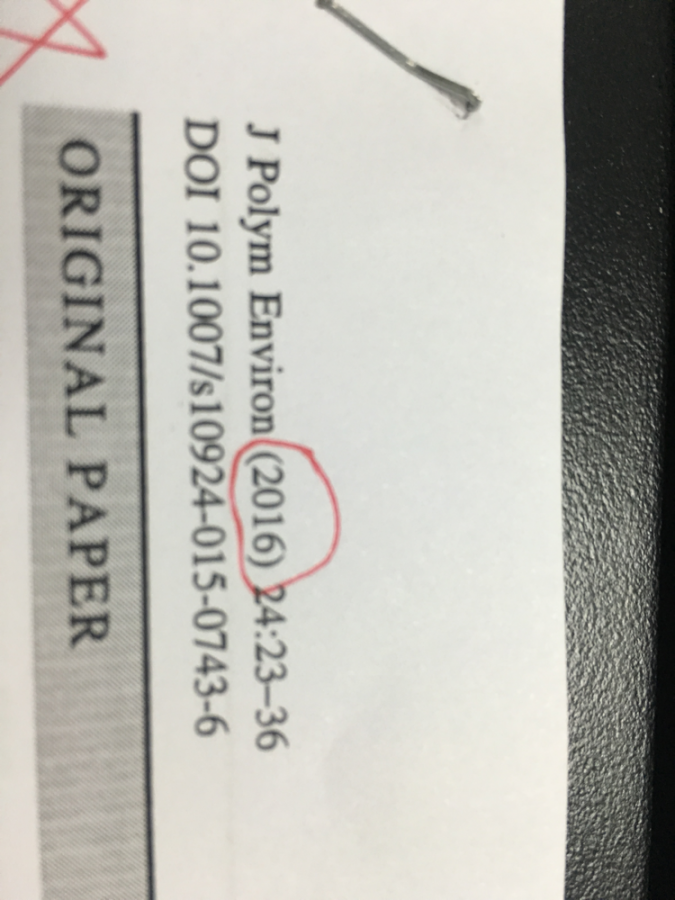 J Polym Environ (2016) 24:23–36
DOI 10.1007/s10924-015-0743-6
ORIGINAL PAPER